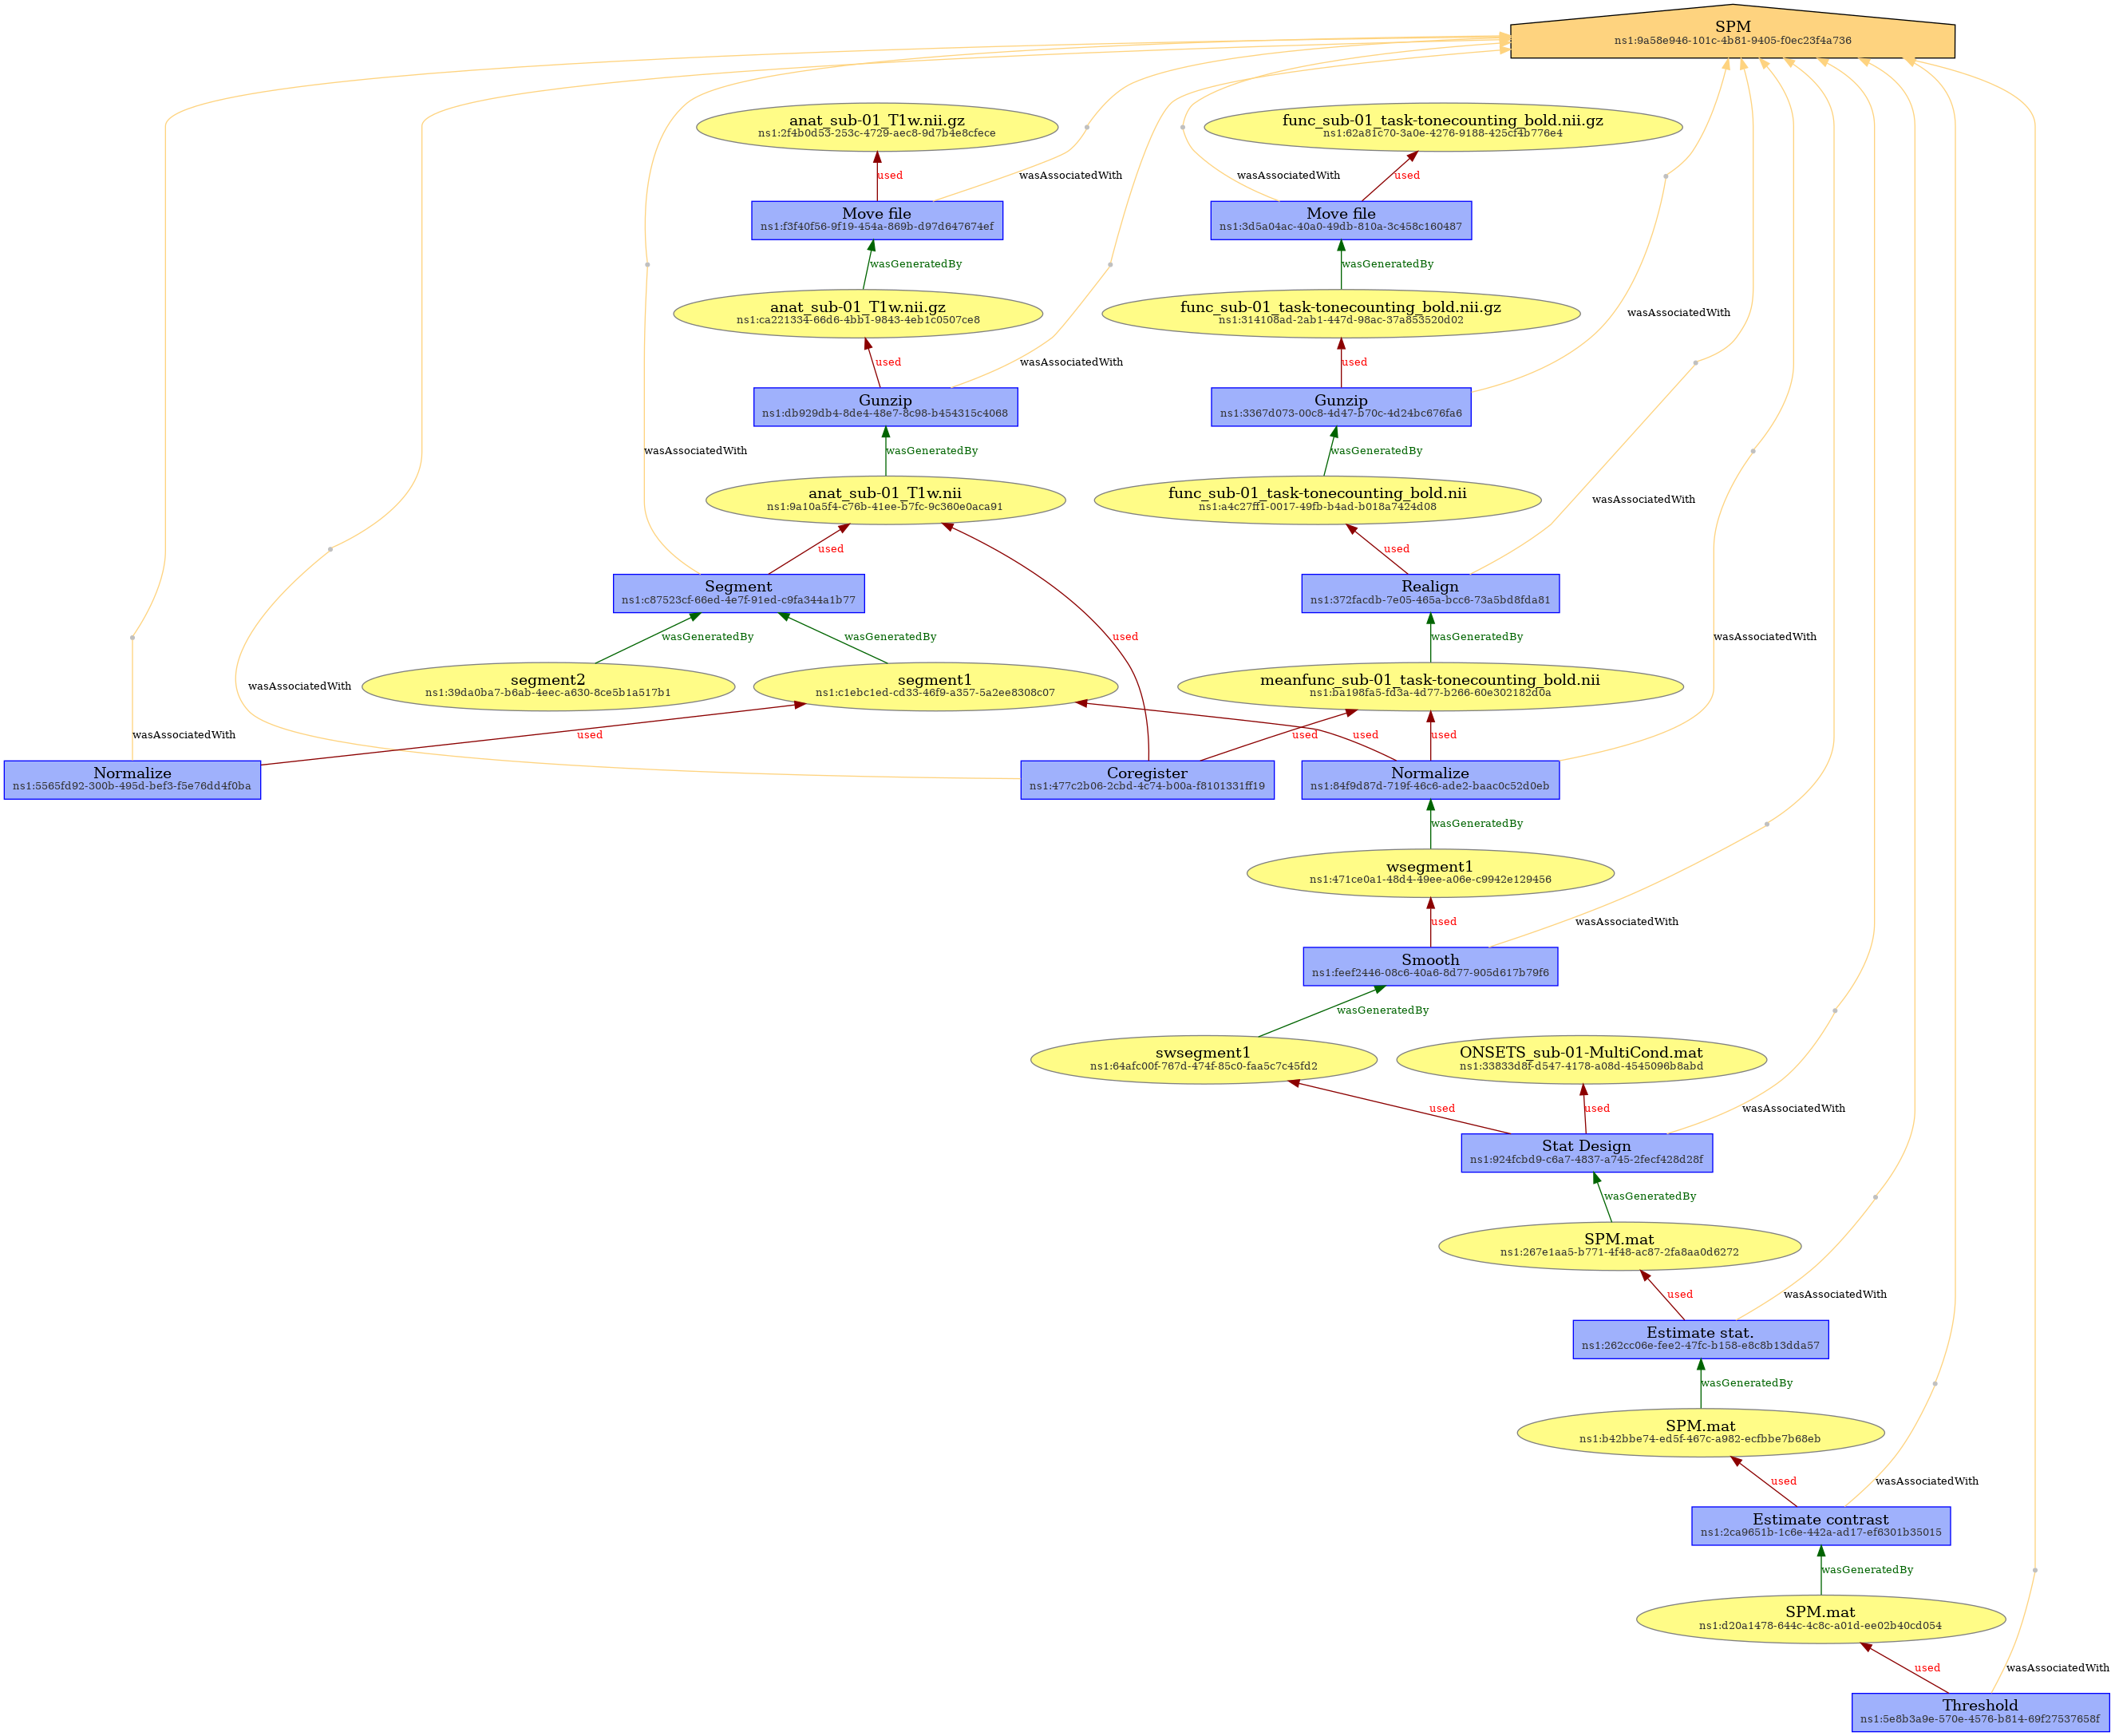 SPM
ns1:9a58e946-101c-4b81-9405-f0ec23f4a736
anat_sub-01_T1w.nii.gz
ns1:2f4b0d53-253c-4729-aec8-9d7b4e8cfece
func_sub-01_task-tonecounting_bold.nii.gz
ns1:62a81c70-3a0e-4276-9188-425cf4b776e4
used
wasAssociatedWith
wasAssociatedWith
used
Move file
ns1:f3f40f56-9f19-454a-869b-d97d647674ef
Move file
ns1:3d5a04ac-40a0-49db-810a-3c458c160487
wasGeneratedBy
wasGeneratedBy
anat_sub-01_T1w.nii.gz
ns1:ca221334-66d6-4bb1-9843-4eb1c0507ce8
func_sub-01_task-tonecounting_bold.nii.gz
ns1:314108ad-2ab1-447d-98ac-37a853520d02
wasAssociatedWith
used
wasAssociatedWith
used
Gunzip
ns1:db929db4-8de4-48e7-8c98-b454315c4068
Gunzip
ns1:3367d073-00c8-4d47-b70c-4d24bc676fa6
wasAssociatedWith
wasGeneratedBy
wasGeneratedBy
anat_sub-01_T1w.nii
ns1:9a10a5f4-c76b-41ee-b7fc-9c360e0aca91
func_sub-01_task-tonecounting_bold.nii
ns1:a4c27ff1-0017-49fb-b4ad-b018a7424d08
wasAssociatedWith
used
used
Segment
ns1:c87523cf-66ed-4e7f-91ed-c9fa344a1b77
Realign
ns1:372facdb-7e05-465a-bcc6-73a5bd8fda81
wasGeneratedBy
wasGeneratedBy
used
wasGeneratedBy
wasAssociatedWith
wasAssociatedWith
segment2
ns1:39da0ba7-b6ab-4eec-a630-8ce5b1a517b1
segment1
ns1:c1ebc1ed-cd33-46f9-a357-5a2ee8308c07
meanfunc_sub-01_task-tonecounting_bold.nii
ns1:ba198fa5-fd3a-4d77-b266-60e302182d0a
wasAssociatedWith
used
used
used
used
Normalize
ns1:5565fd92-300b-495d-bef3-f5e76dd4f0ba
Coregister
ns1:477c2b06-2cbd-4c74-b00a-f8101331ff19
Normalize
ns1:84f9d87d-719f-46c6-ade2-baac0c52d0eb
wasGeneratedBy
wsegment1
ns1:471ce0a1-48d4-49ee-a06e-c9942e129456
used
wasAssociatedWith
Smooth
ns1:feef2446-08c6-40a6-8d77-905d617b79f6
wasGeneratedBy
swsegment1
ns1:64afc00f-767d-474f-85c0-faa5c7c45fd2
ONSETS_sub-01-MultiCond.mat
ns1:33833d8f-d547-4178-a08d-4545096b8abd
used
used
wasAssociatedWith
Stat Design
ns1:924fcbd9-c6a7-4837-a745-2fecf428d28f
wasGeneratedBy
SPM.mat
ns1:267e1aa5-b771-4f48-ac87-2fa8aa0d6272
used
wasAssociatedWith
Estimate stat.
ns1:262cc06e-fee2-47fc-b158-e8c8b13dda57
wasGeneratedBy
SPM.mat
ns1:b42bbe74-ed5f-467c-a982-ecfbbe7b68eb
used
wasAssociatedWith
Estimate contrast
ns1:2ca9651b-1c6e-442a-ad17-ef6301b35015
wasGeneratedBy
SPM.mat
ns1:d20a1478-644c-4c8c-a01d-ee02b40cd054
used
wasAssociatedWith
Threshold
ns1:5e8b3a9e-570e-4576-b814-69f27537658f